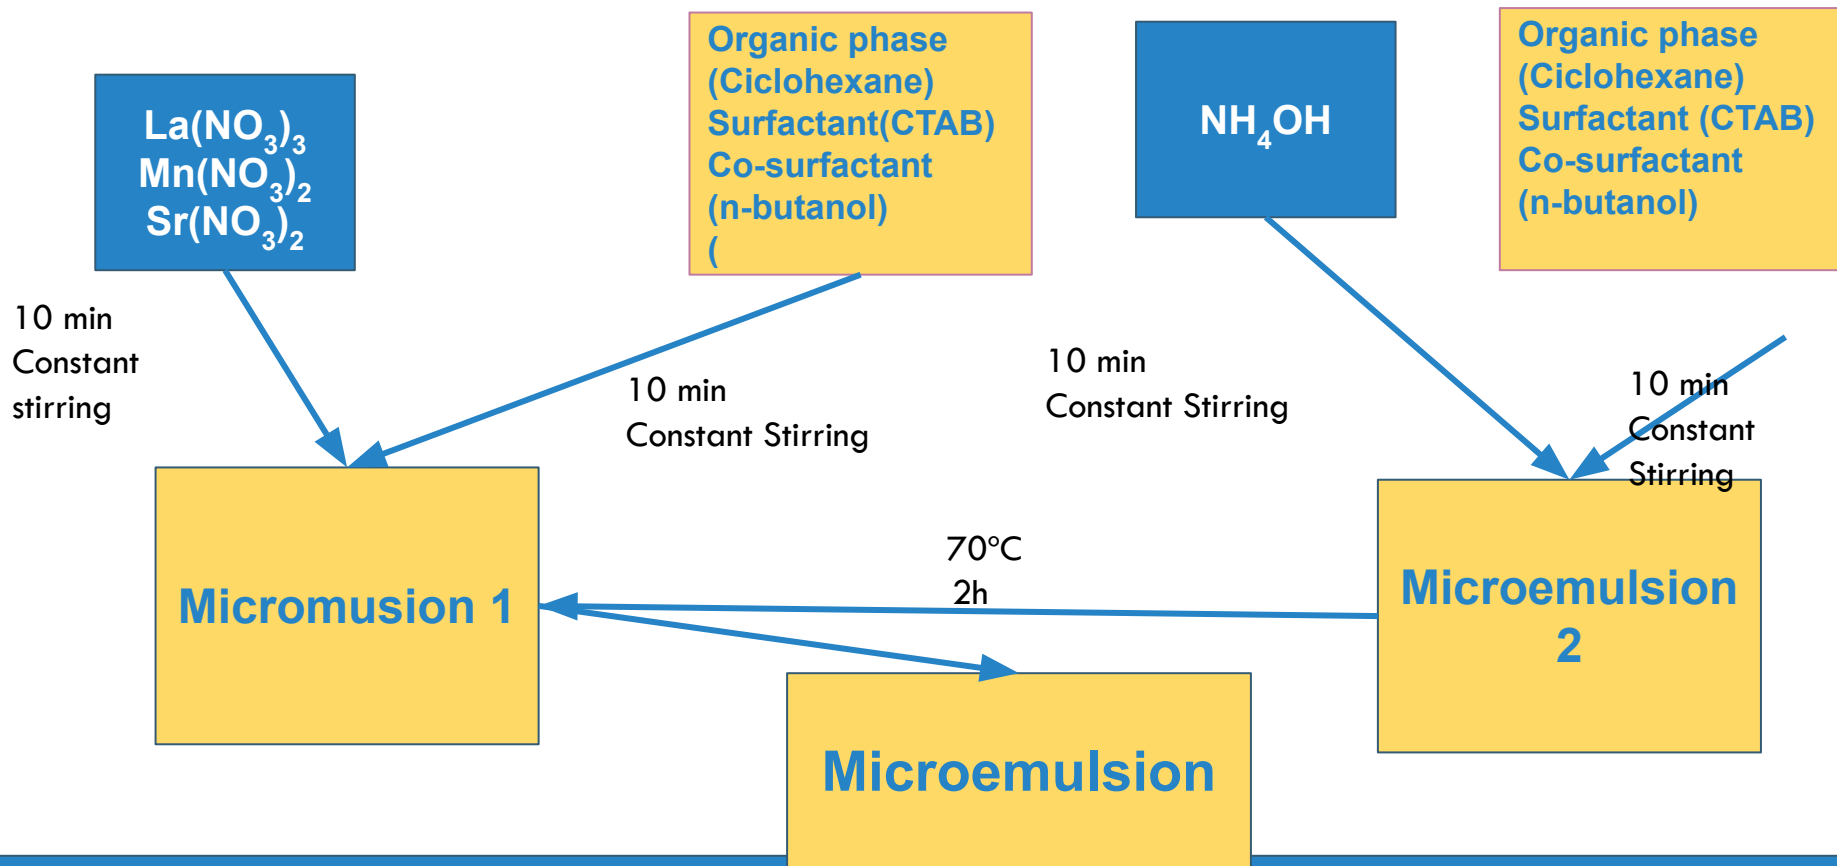 La(NO3)3
Mn(NO3)2
Sr(NO3)2
Organic phase
(Ciclohexane)
Surfactant(CTAB)
Co-surfactant
(n-butanol)
(
NH4OH
Organic phase
(Ciclohexane)
Surfactant (CTAB)
Co-surfactant
(n-butanol)
10 min
Constant
stirring
10 min
Constant Stirring
10 min
Constant Stirring
10 min
Constant
Stirring
70ºC
2h
Micromusion 1
Microemulsion
2
Microemulsion